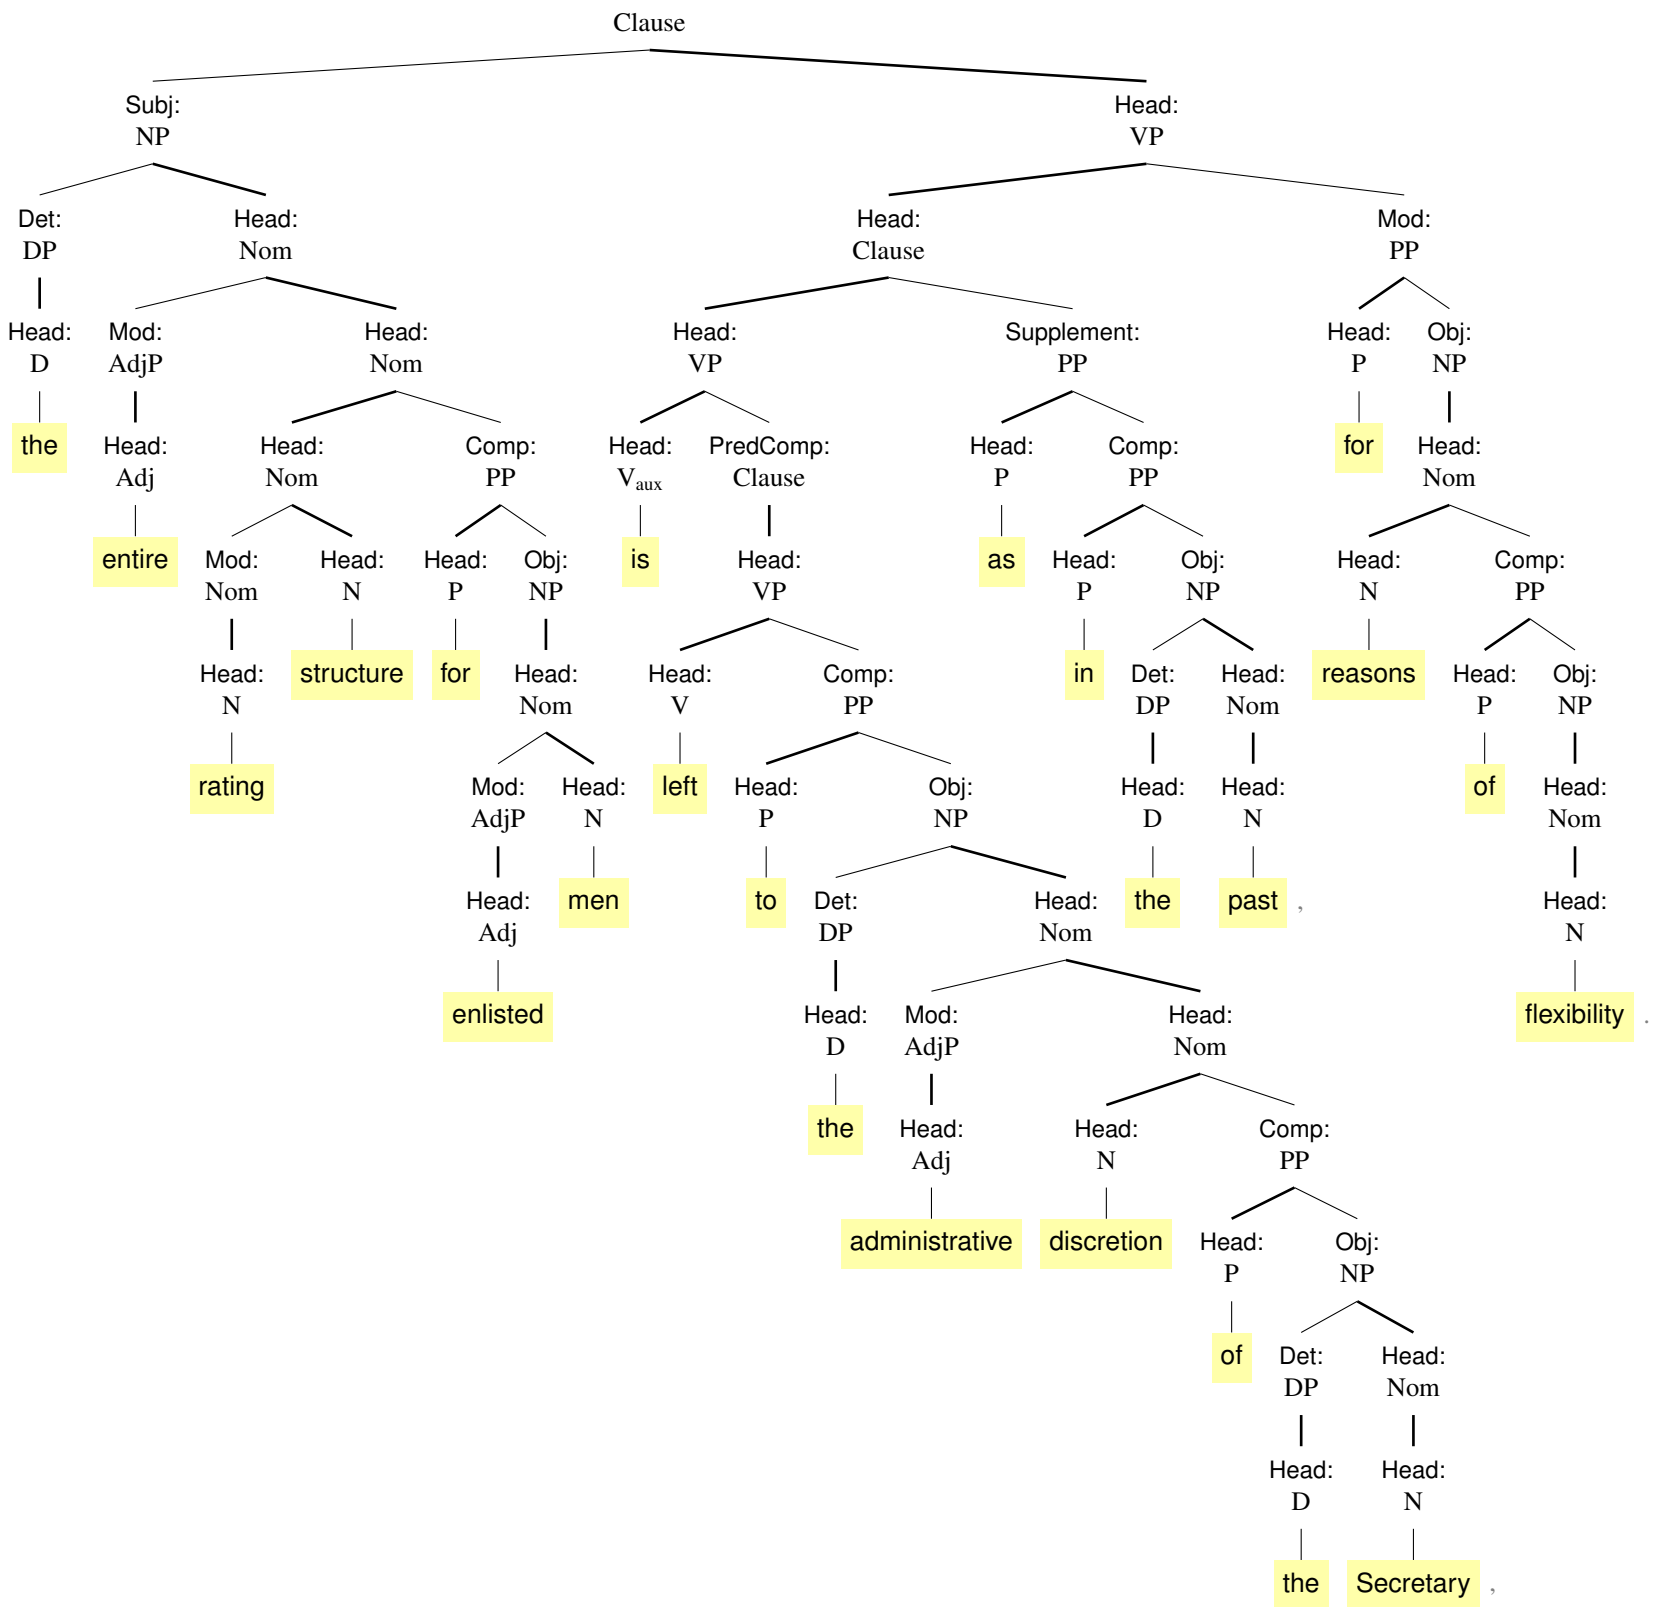 Clause
Subj: Head:
NP VP
Det: Head: Head: Mod:
DP Nom Clause PP
Head: Mod: Head: Head: Supplement: Head: Obj:
D AdjP Nom VP PP P NP
the Head: Head: Comp: Head: PredComp: Head: Comp: for Head:
Adj Nom PP Vaux Clause P PP Nom
entire Mod: Head: Head: Obj: is Head: as Head: Obj: Head: Comp:
Nom N P NP VP P NP N PP
Head: structure for Head: Head: Comp: in Det: Head: reasons Head: Obj:
N Nom V PP DP Nom P NP
rating Mod: Head: left Head: Obj: Head: Head: of Head:
AdjP N P NP D N Nom
Head: men to Det: Head: the past , Head:
Adj DP Nom N
enlisted Head: Mod: Head: flexibility .
D AdjP Nom
the Head: Head: Comp:
Adj N PP
administrative discretion Head: Obj:
P NP
of Det: Head:
DP Nom
Head: Head:
D N
the Secretary ,